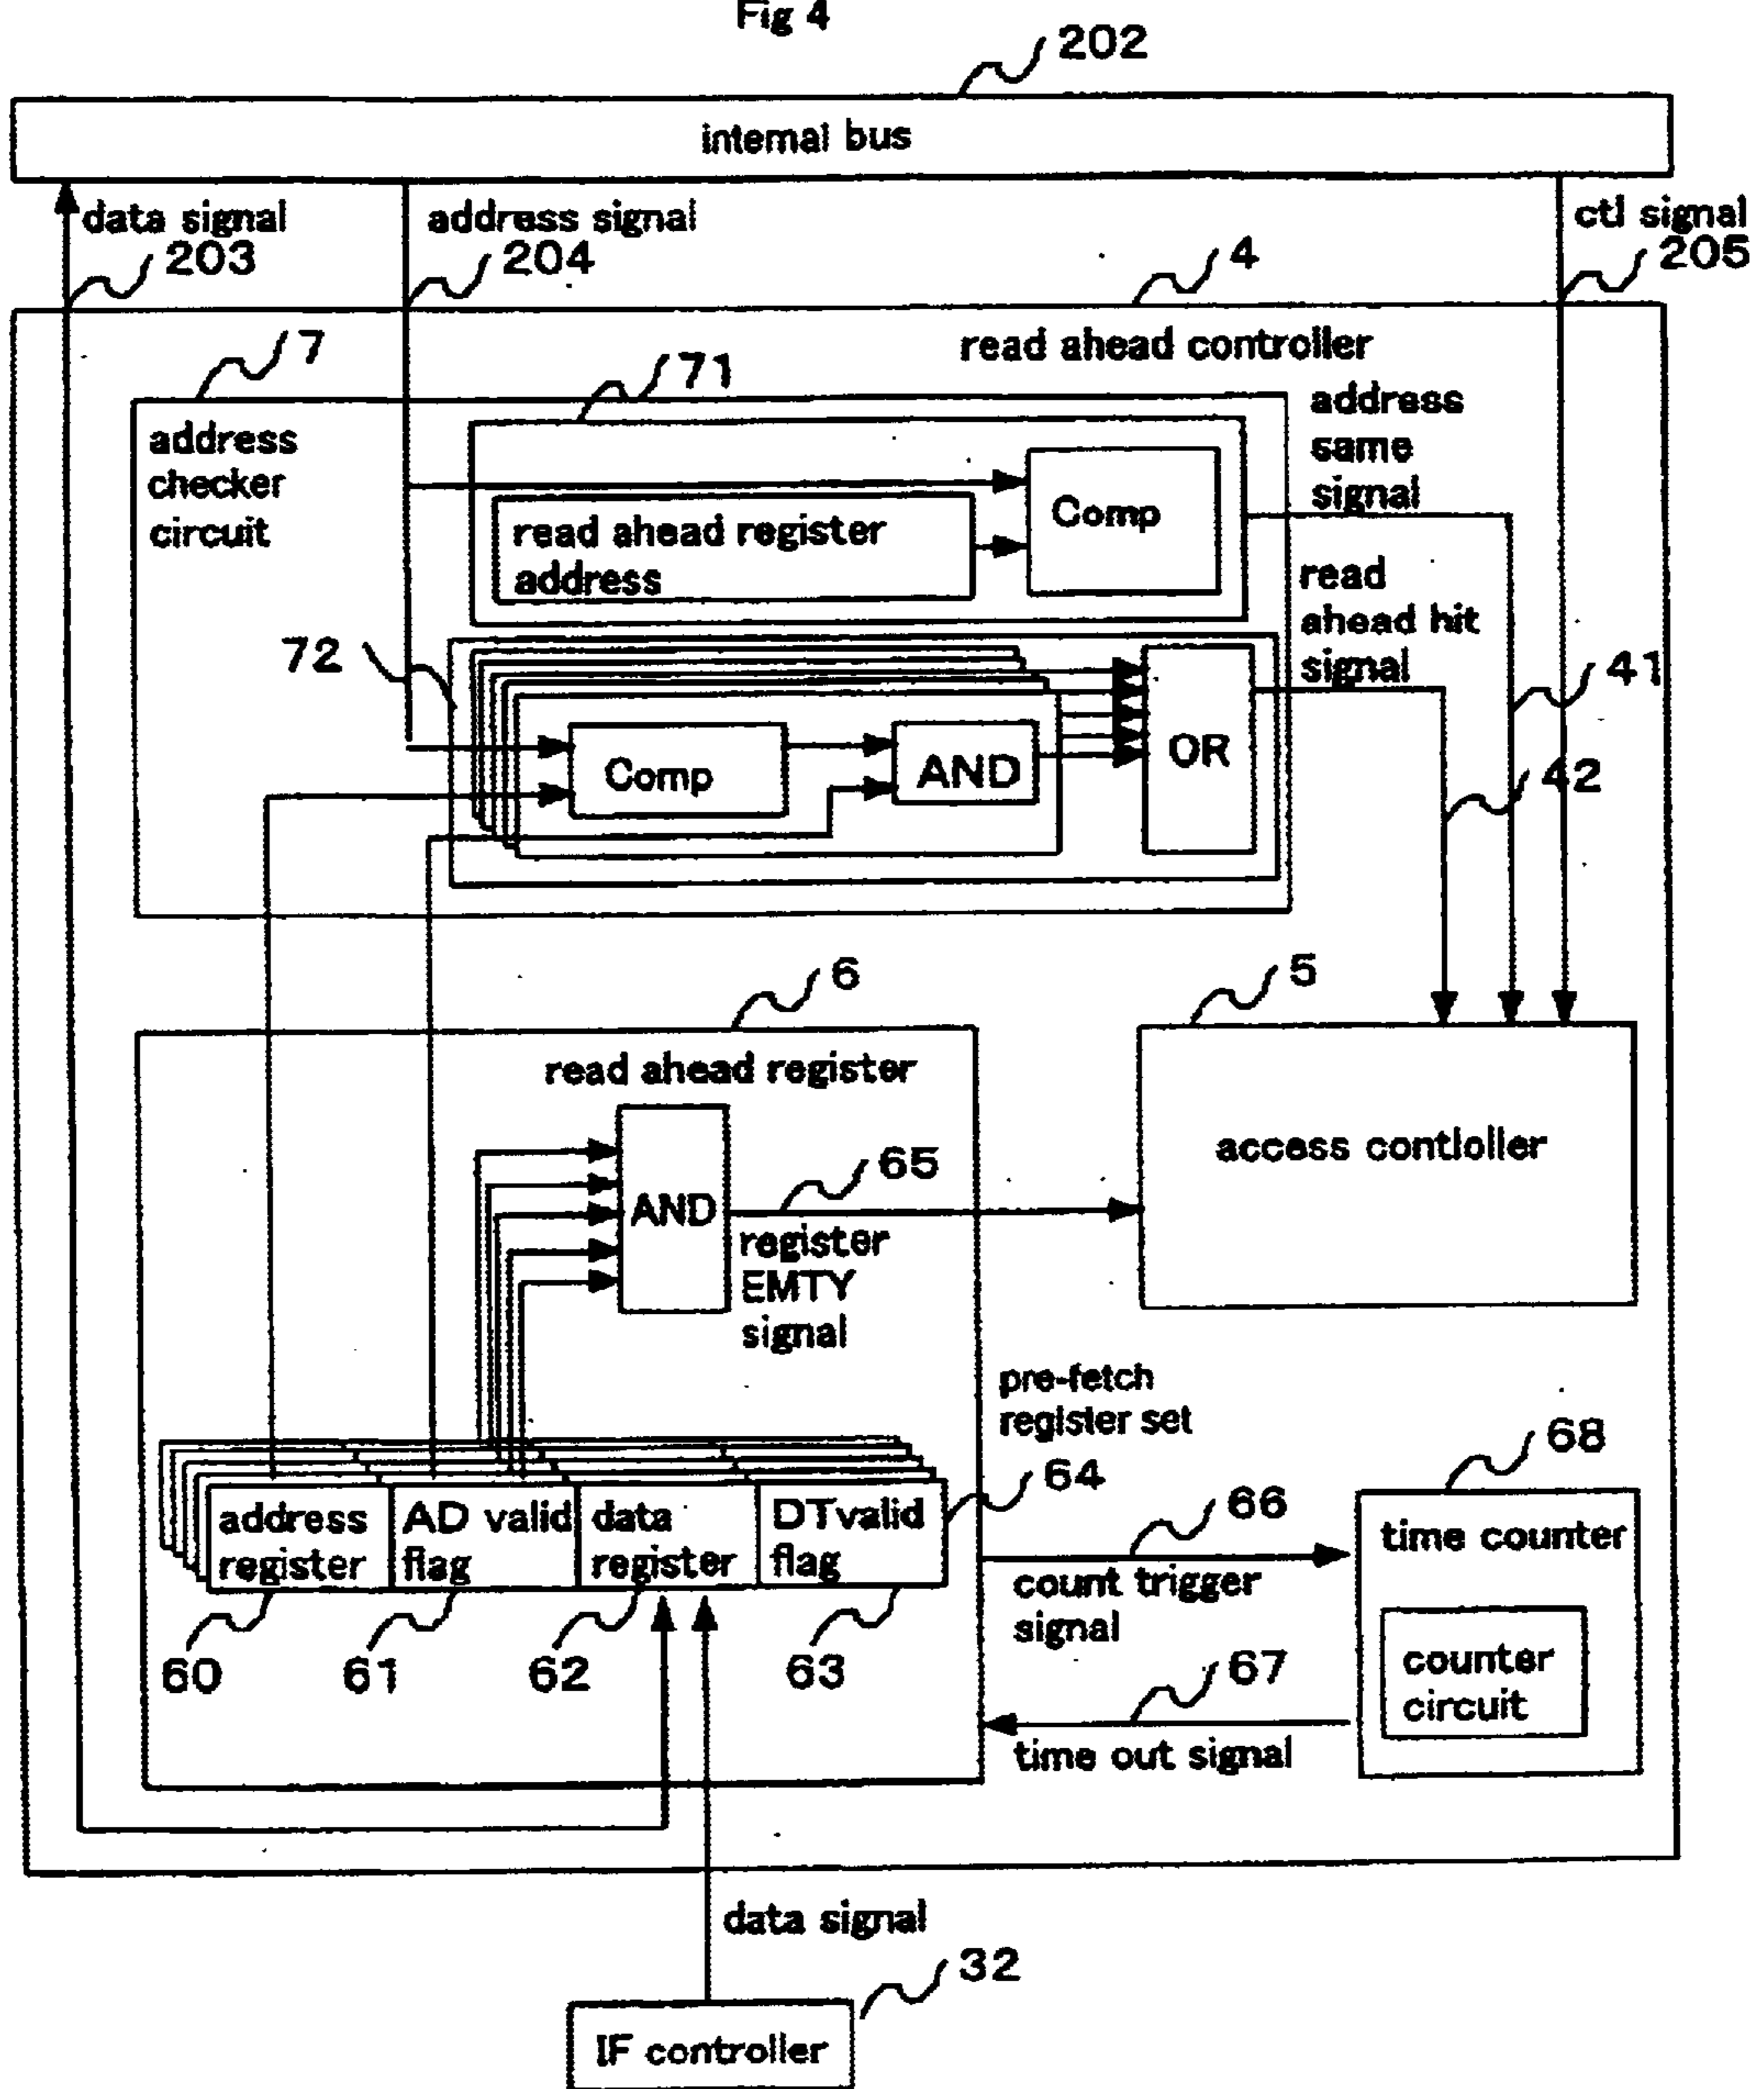 Fig 4
202
internal bus
data signal
203
address signal
204
ctl signal
205
4
read ahead controller
7
address
checker
circuit
71
read ahead register
address
Comp
address
same
signal
read
ahead hit
signal
72
Comp
AND
OR
41
42
6
read ahead register
AND
65
register
EMTY
signal
5
access contloller
pre-fetch
register set
64
address
register
AD valid
flag
data
register
DTvalid
flag
60
61
62
63
66
count trigger
signal
67
time out signal
68
time counter
counter
circuit
data signal
32
IF controller